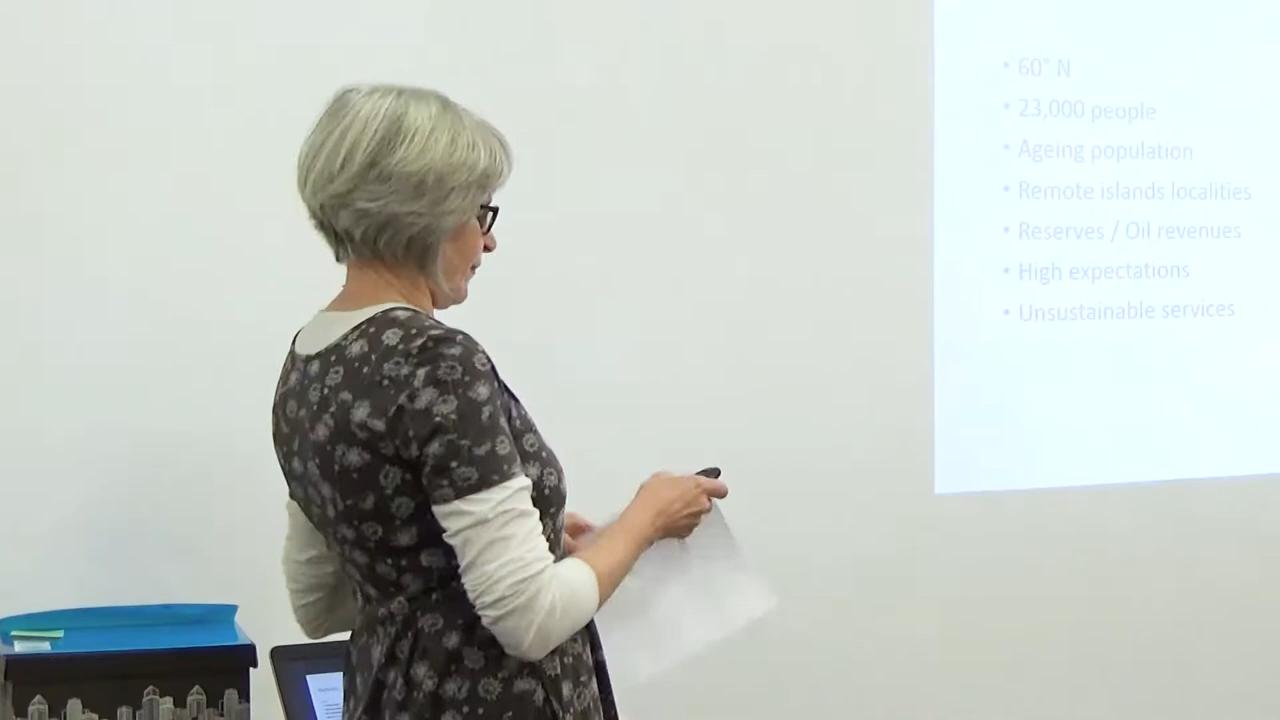 • 60° N
• 23,000 people
• Ageing population
• Remote islands localities
• Reserves / Oil revenues
• High expectations
• Unsustainable services